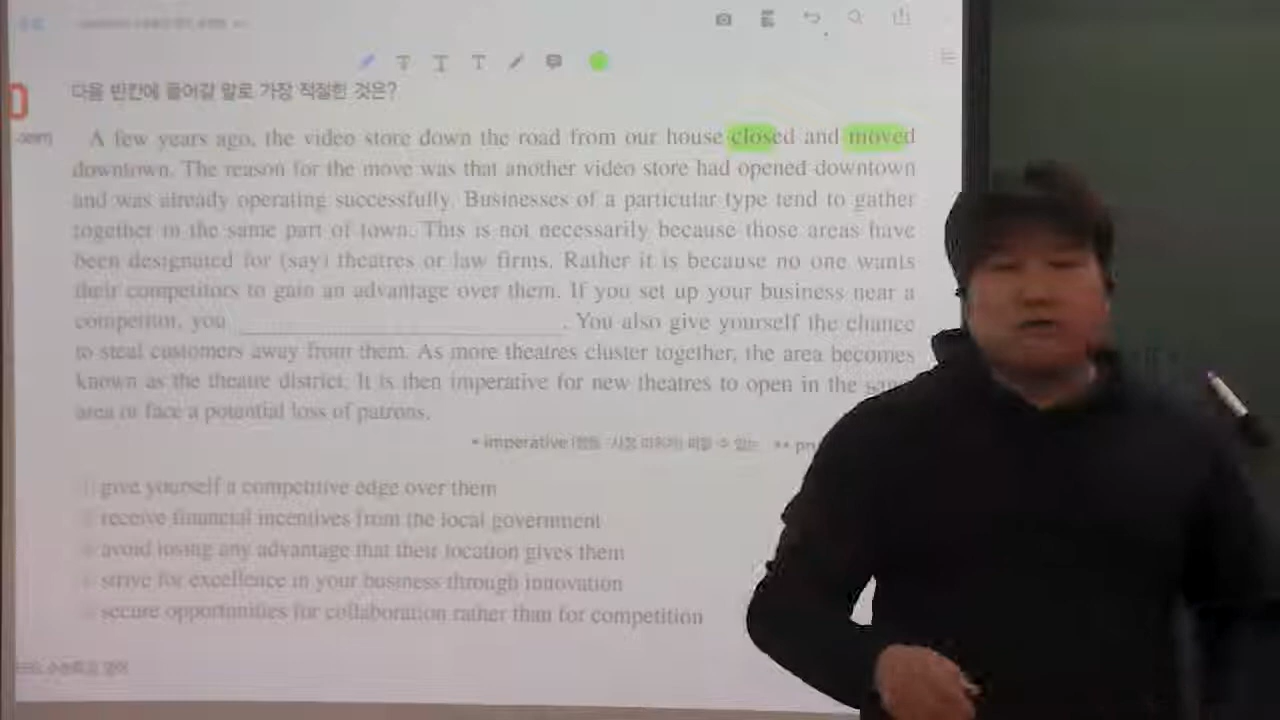 다음 빈칸에 들어갈 말로 가장 적절한 것은?
A few years ago, the video store down the road from our house closed and moved
downtown. The reason for the move was that another video store had opened downtown
and was already operating successfully. Businesses of a particular type tend to gather
together in the same part of town. This is not necessarily because those areas have
been designated for (say) theatres or law firms. Rather it is because no one wants
their competitors to gain an advantage over them. If you set up your business near a
competitor, you ______. You also give yourself the chance
to steal customers away from them. As more theatres cluster together, the area becomes
known as the theatre district. It is then imperative for new theatres to open in the
area or face a potential loss of patrons.
* imperative
give yourself a competitive edge over them
receive financial incentives from the local government
avoid losing any advantage that their location gives them
strive for excellence in your business through innovation
secure opportunities for collaboration rather than for competition